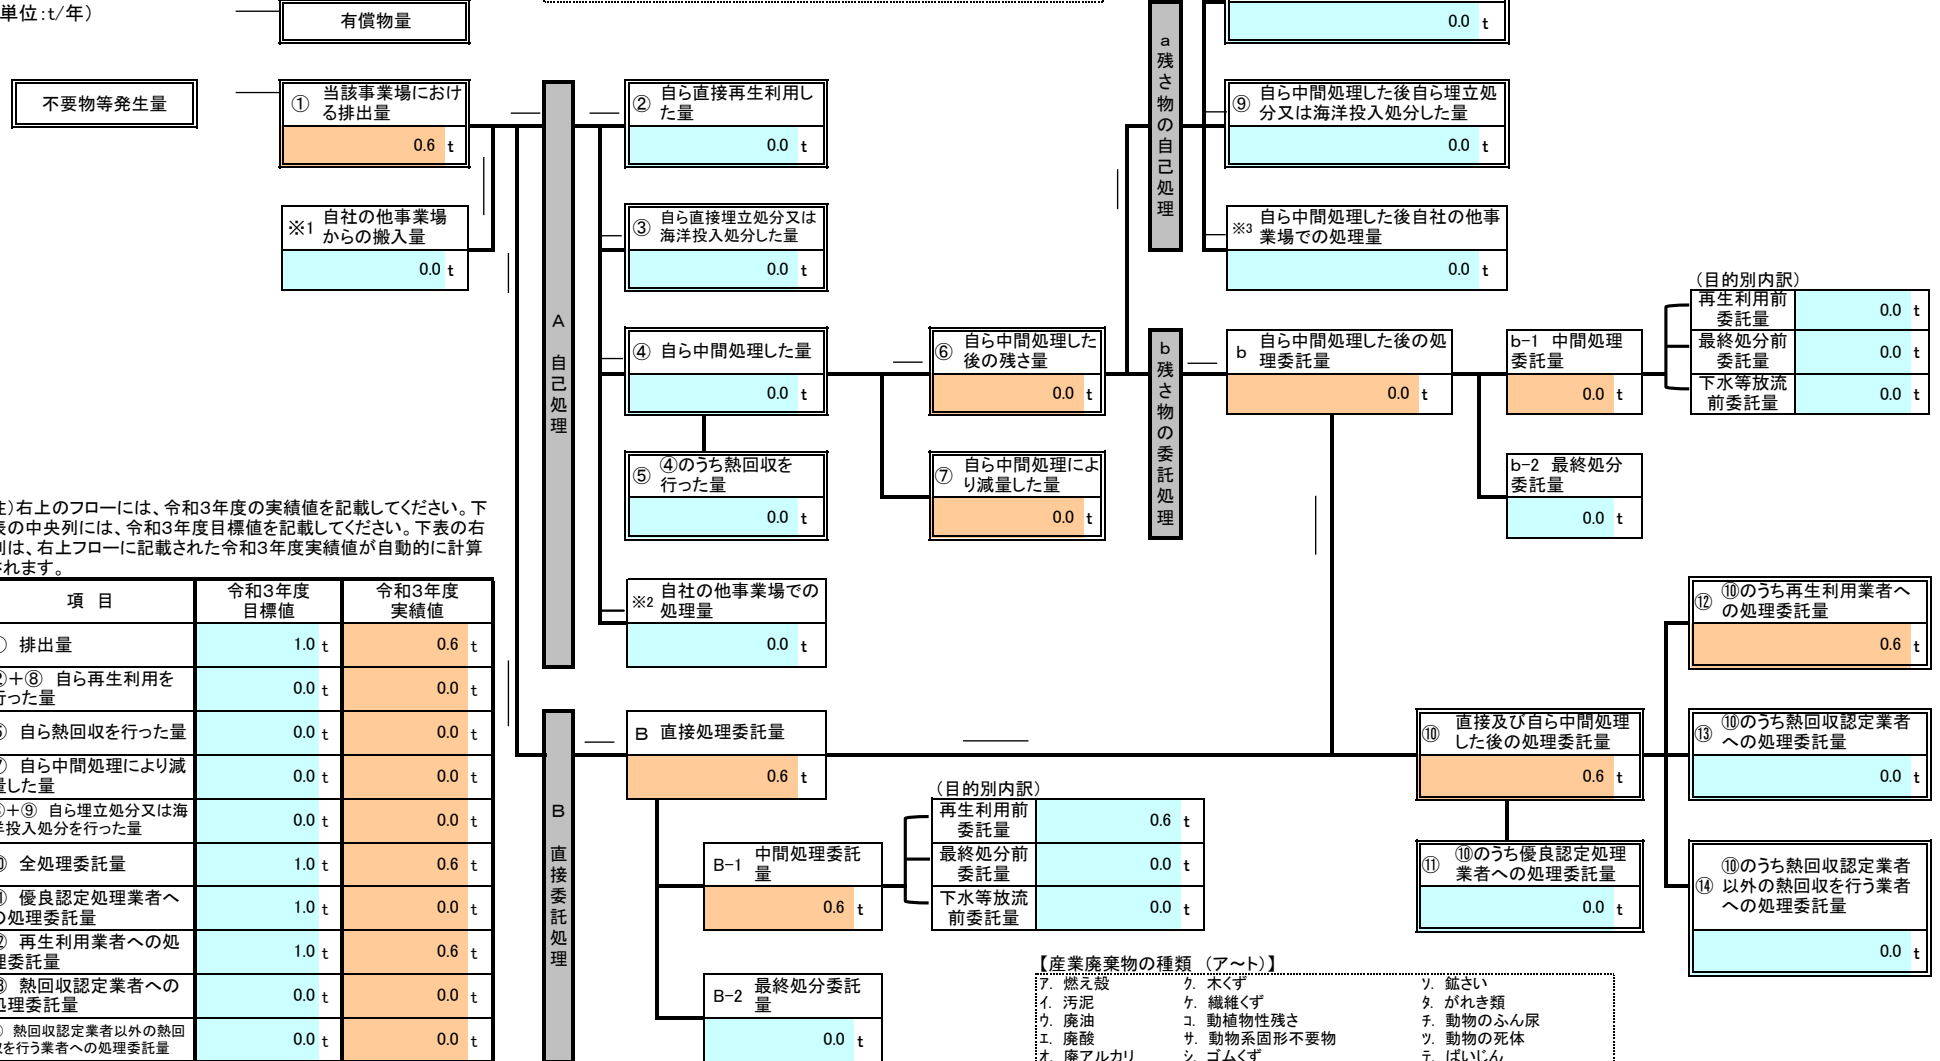 単位:t/年)
有償物量
不要物等発生量
① 当該事業場におけ
る排出量
0.6 t
※1 自社の他事業場
からの搬入量
0.0 t
A 自己処理
② 自ら直接再生利用し
た量
0.0 t
③ 自ら直接埋立処分又は
海洋投入処分した量
0.0 t
④ 自ら中間処理した量
0.0 t
⑤ ④のうち熱回収を
行った量
0.0 t
※2 自社の他事業場での
処理量
0.0 t
⑥ 自ら中間処理した
後の残さ量
0.0 t
⑦ 自ら中間処理によ
り減量した量
0.0 t
a 残さ物の自己処理
0.0 t
⑨ 自ら中間処理した後自ら埋立処
分又は海洋投入処分した量
0.0 t
※3 自ら中間処理した後自社の他事
業場での処理量
0.0 t
b 残さ物の委託処理
b 自ら中間処理した後の処
理委託量
0.0 t
b-1 中間処理
委託量
0.0 t
(目的別内訳)
再生利用前
委託量 0.0 t
最終処分前
委託量 0.0 t
下水等放流
前委託量 0.0 t
b-2 最終処分
委託量
0.0 t
)右上のフローには、令和3年度の実績値を記載してください。下
の中央列には、令和3年度目標値を記載してください。下表の右
は、右上フローに記載された令和3年度実績値が自動的に計算
れます。
項 目 令和3年度
目標値 令和3年度
実績値
排出量 1.0 t 0.6 t
+⑧ 自ら再生利用を
行った量 0.0 t 0.0 t
自ら熱回収を行った量 0.0 t 0.0 t
自ら中間処理により減
量した量 0.0 t 0.0 t
+⑨ 自ら埋立処分又は海
洋投入処分を行った量 0.0 t 0.0 t
全処理委託量 1.0 t 0.6 t
優良認定処理業者へ
の処理委託量 1.0 t 0.0 t
再生利用業者への処
理委託量 1.0 t 0.6 t
熱回収認定業者への
処理委託量 0.0 t 0.0 t
熱回収認定業者以外の熱回
収を行う業者への処理委託量 0.0 t 0.0 t
B 直接委託処理
B 直接処理委託量
0.6 t
B-1 中間処理委託
量
0.6 t
(目的別内訳)
再生利用前
委託量 0.6 t
最終処分前
委託量 0.0 t
下水等放流
前委託量 0.0 t
B-2 最終処分委託
量
0.0 t
⑩ 直接及び自ら中間処理
した後の処理委託量
0.6 t
⑪ ⑩のうち優良認定処理
業者への処理委託量
0.0 t
⑫ ⑩のうち再生利用業者へ
の処理委託量
0.6 t
⑬ ⑩のうち熱回収認定業者
への処理委託量
0.0 t
⑭ ⑩のうち熱回収認定業者
以外の熱回収を行う業者
への処理委託量
0.0 t
【産業廃棄物の種類 (ア~ト)】
ア. 燃え殻 ク. 木くず ソ. 鉱さい
イ. 汚泥 ケ. 繊維くず タ. がれき類
ウ. 廃油 コ. 動植物性残さ チ. 動物のふん尿
エ. 廃酸 サ. 動物系固形不要物 ツ. 動物の死体
オ. 廃アルカリ シ. ゴムくず テ. ばいじん